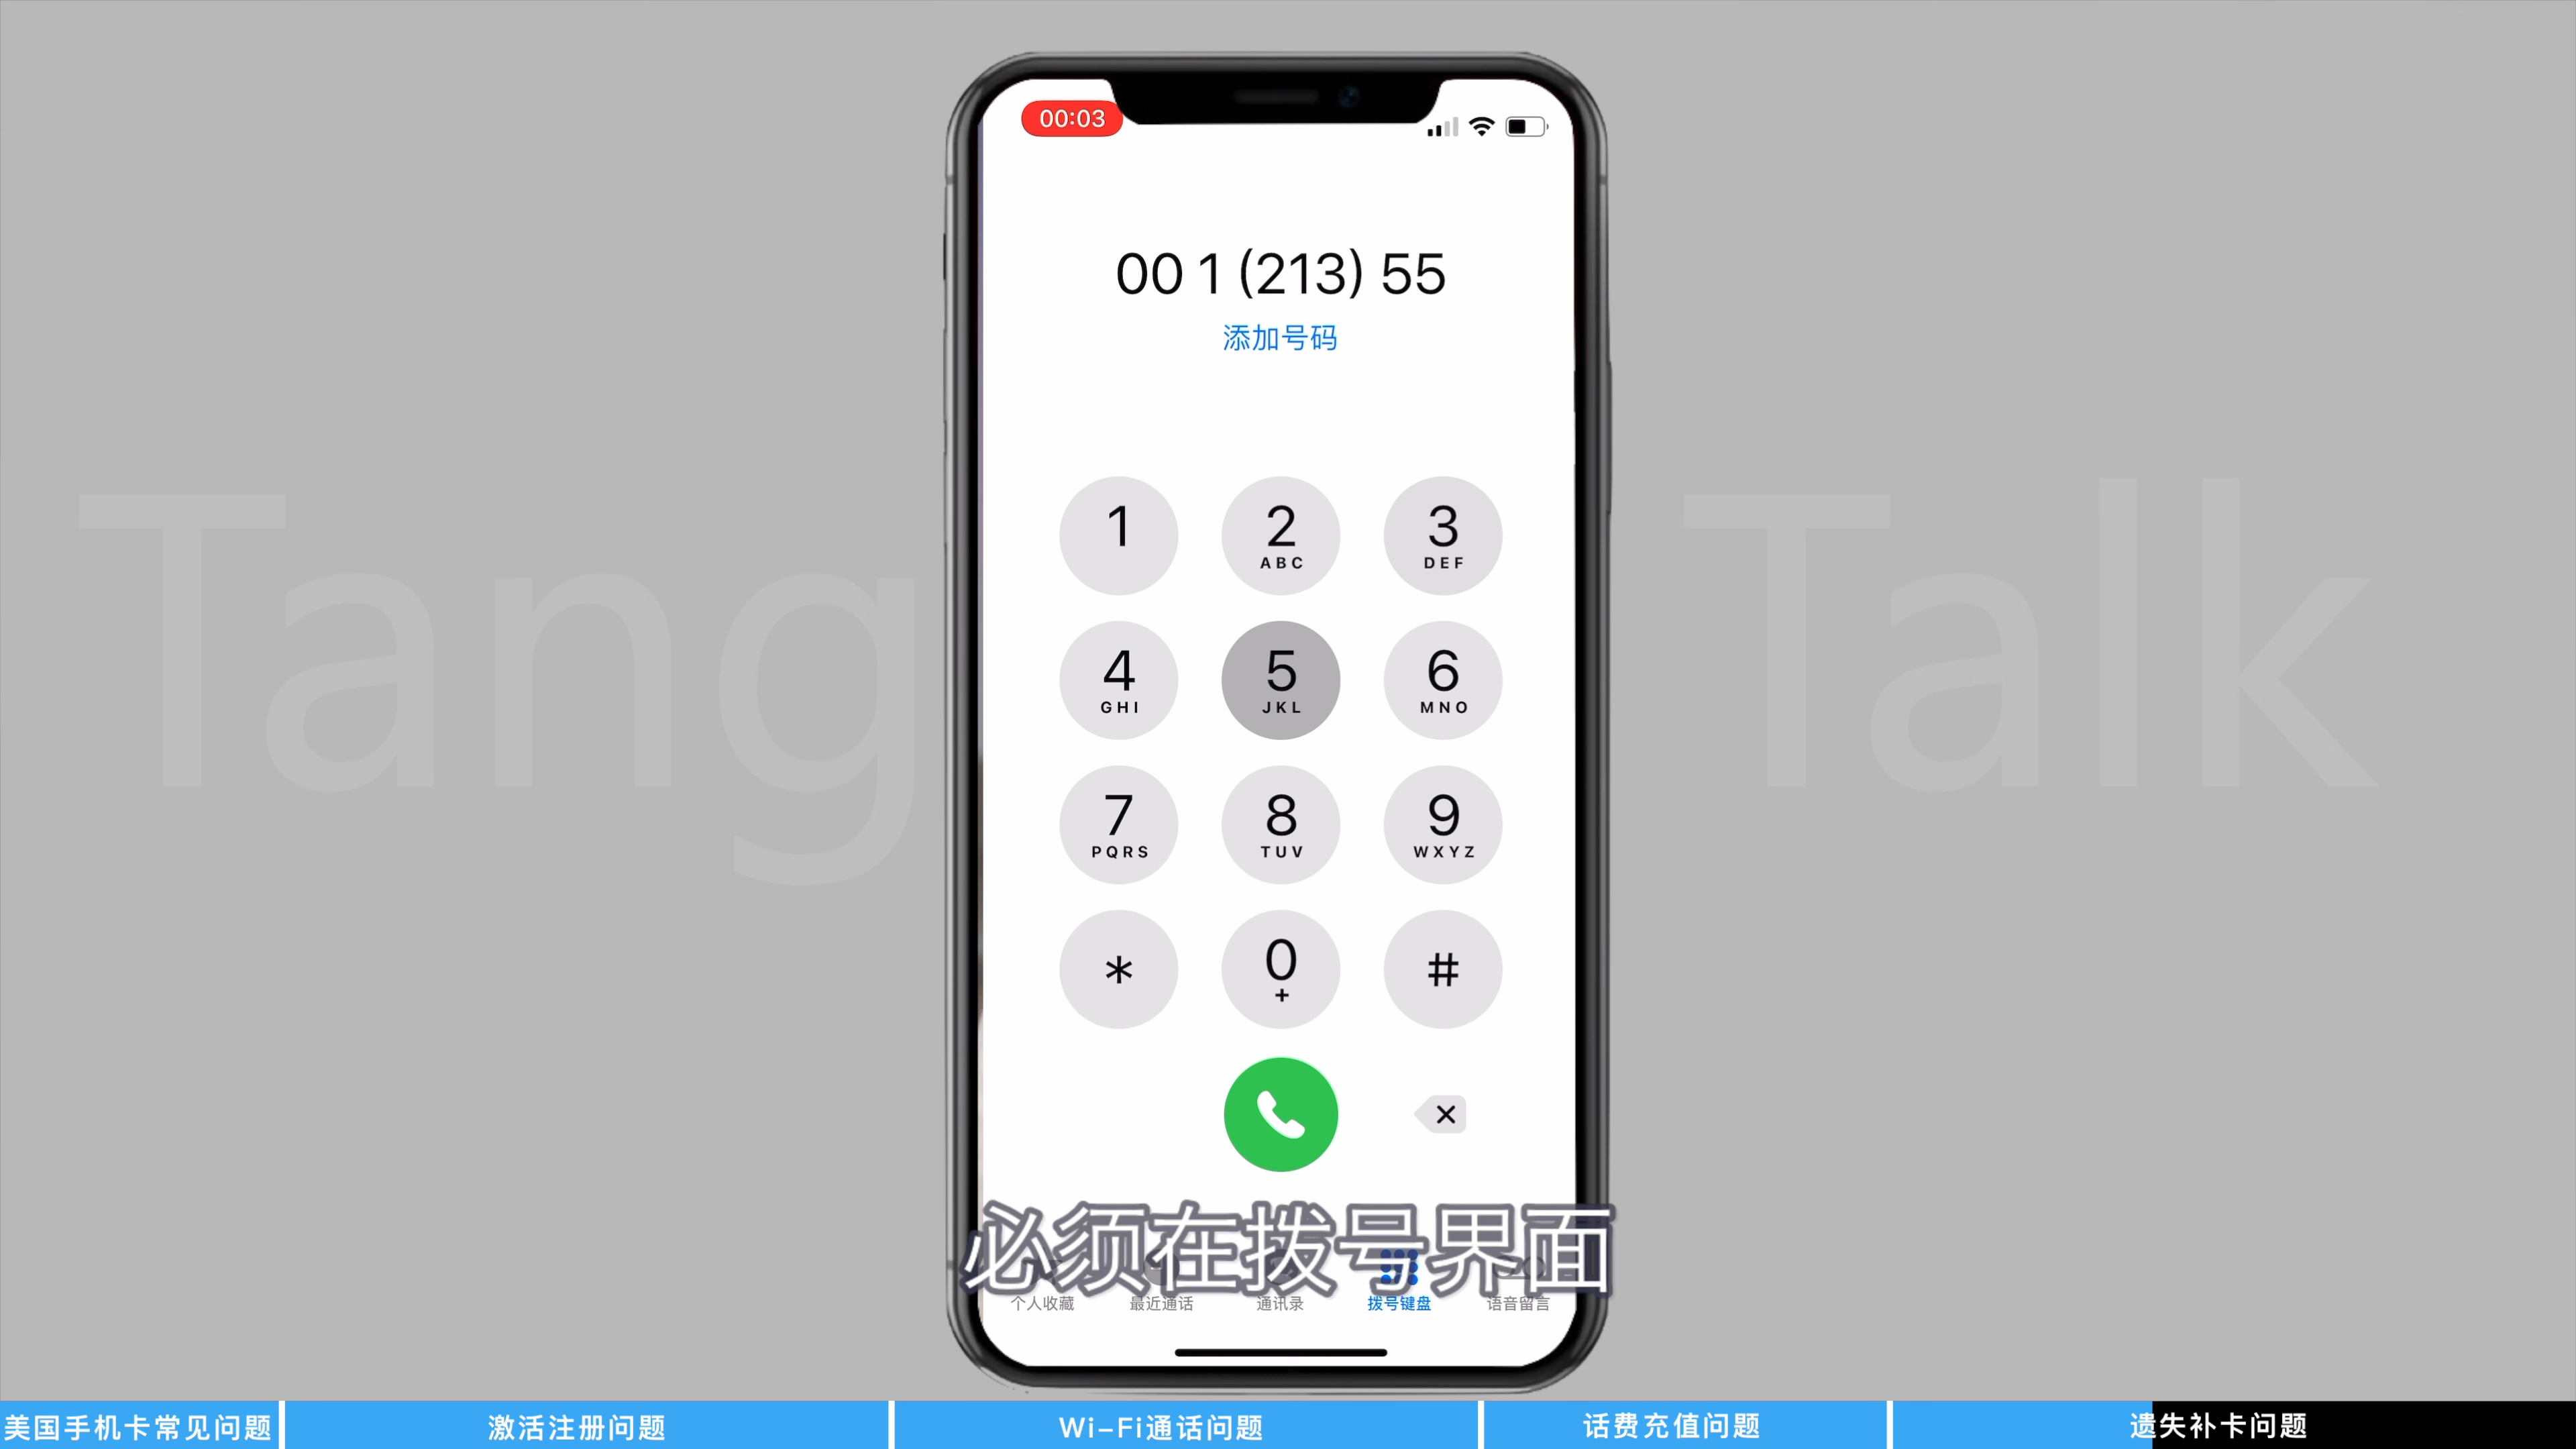 00:03
00 1 (213) 55
添加号码
Tang Talk
1 2 3
ABC DEF
4 5 6
GHI JKL MNO
7 8 9
PQRS TUV WXYZ
* 0 #
+
必须在拨号界面
个人收藏 最近通话 通讯录 拨号键盘 语音留言
美国手机卡常见问题 激活注册问题 Wi-Fi通话问题 话费充值问题 遗失补卡问题